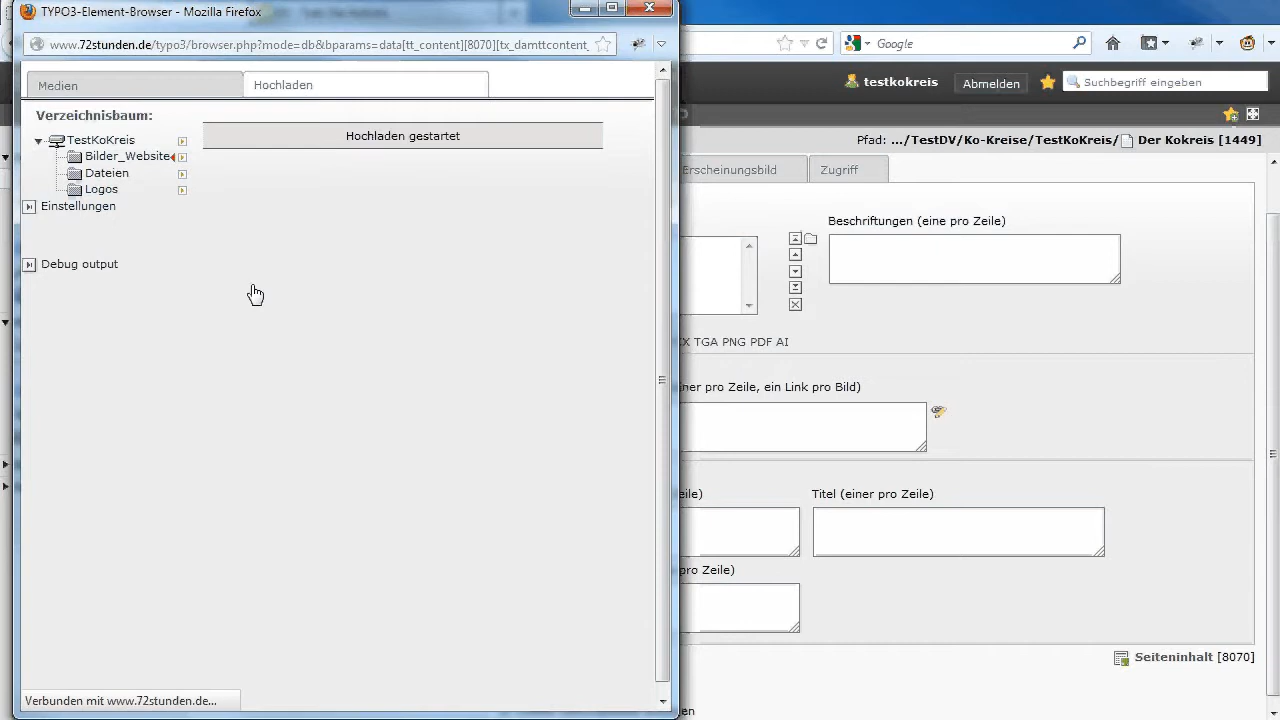 TYPO3-Element-Browser - Mozilla Firefox
www.72stunden.de/typo3/browser.php?mode=db&bparams=data[tt_content][8070][tx_damttcontent_
Google
testkokreis
Abmelden
Suchbegriff eingeben
Medien
Hochladen
Verzeichnisbaum:
Hochladen gestartet
TestKoKreis
Bilder_Website
Dateien
Logos
Einstellungen
Debug output
Verbunden mit www.72stunden.de...
Pfad: .../TestDV/Ko-Kreise/TestKoKreis/ Der Kokreis [1449]
Erscheinungsbild
Zugriff
Beschriftungen (eine pro Zeile)
TGA PNG PDF AI
pro Zeile, ein Link pro Bild)
Titel (einer pro Zeile)
pro Zeile)
Seiteninhalt [8070]